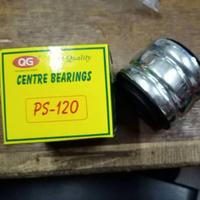 QG
Quality
CENTRE BEARINGS
PS-120